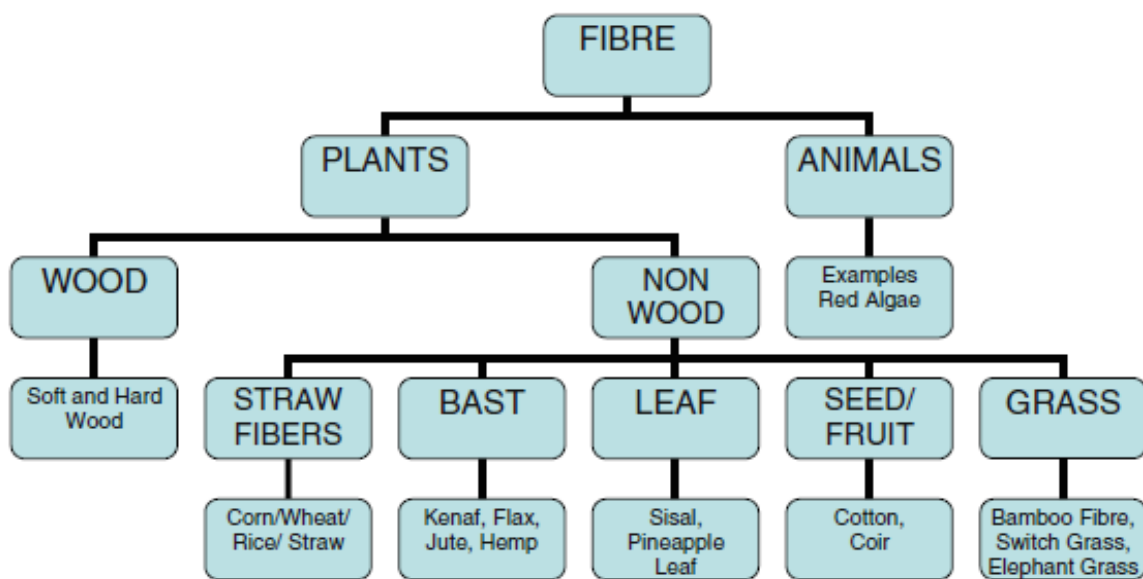 FIBRE
PLANTS
ANIMALS
WOOD
NON
WOOD
Examples
Red Algae
Soft and Hard
Wood
STRAW
FIBERS
BAST
LEAF
SEED/
FRUIT
GRASS
Corn/Wheat/
Rice/ Straw
Kenaf, Flax,
Jute, Hemp
Sisal,
Pineapple
Leaf
Cotton,
Coir
Bamboo Fibre,
Switch Grass,
Elephant Grass